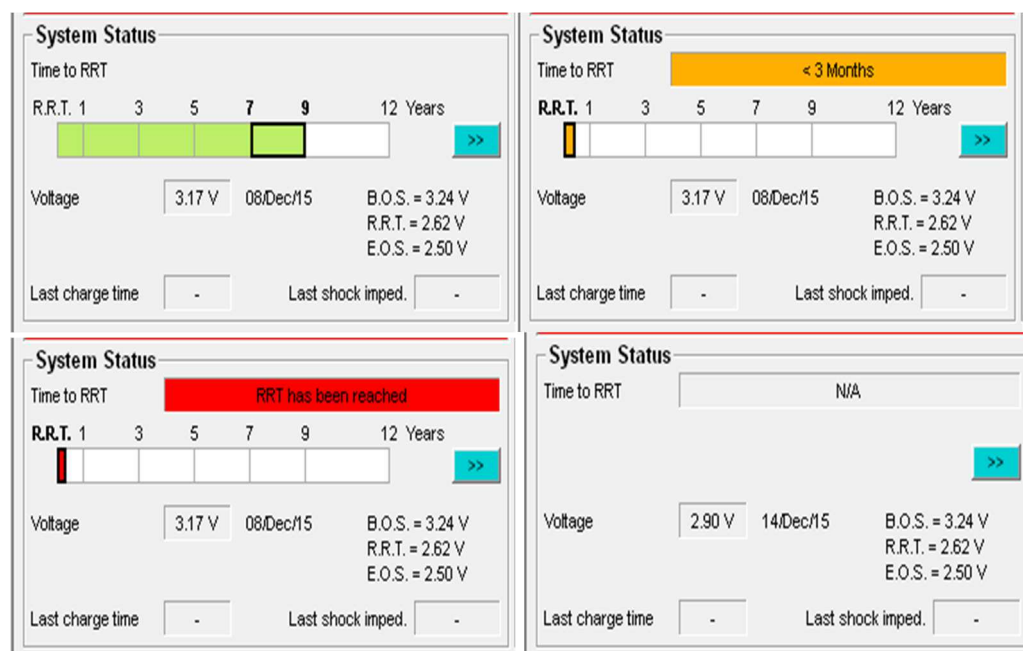 System Status
Time to RRT
R.R.T. 1 3 5 7 9 12 Years
>>
Voltage 3.17 V 08/Dec/15 B.O.S. = 3.24 V
R.R.T. = 2.62 V
E.O.S. = 2.50 V
Last charge time - Last shock imped. -
System Status
Time to RRT < 3 Months
R.R.T. 1 3 5 7 9 12 Years
>>
Voltage 3.17 V 08/Dec/15 B.O.S. = 3.24 V
R.R.T. = 2.62 V
E.O.S. = 2.50 V
Last charge time - Last shock imped. -
System Status
Time to RRT RRT has been reached
R.R.T. 1 3 5 7 9 12 Years
>>
Voltage 3.17 V 08/Dec/15 B.O.S. = 3.24 V
R.R.T. = 2.62 V
E.O.S. = 2.50 V
Last charge time - Last shock imped. -
System Status
Time to RRT N/A
>>
Voltage 2.90 V 14/Dec/15 B.O.S. = 3.24 V
R.R.T. = 2.62 V
E.O.S. = 2.50 V
Last charge time - Last shock imped. -